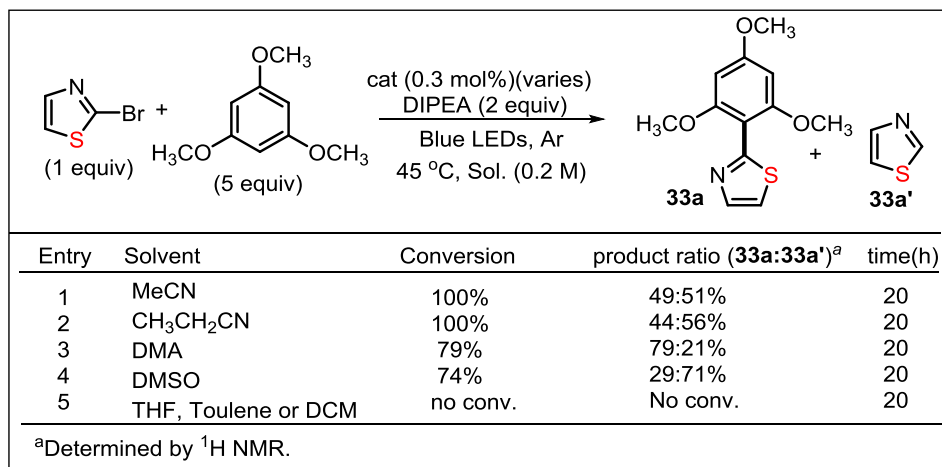 OCH₃
N
Br
S
(1 equiv)
+
OCH₃
H₃CO
OCH₃
(5 equiv)
cat (0.3 mol%)(varies)
DIPEA (2 equiv)
Blue LEDs, Ar
45 °C, Sol. (0.2 M)
OCH₃
OCH₃
N
S
33a
+
N
S
33a'
Entry Solvent Conversion product ratio (33a:33a')ᵃ time(h)
1 MeCN 100% 49:51% 20
2 CH₃CH₂CN 100% 44:56% 20
3 DMA 79% 79:21% 20
4 DMSO 74% 29:71% 20
5 THF, Toulene or DCM no conv. No conv. 20
ᵃDetermined by ¹H NMR.